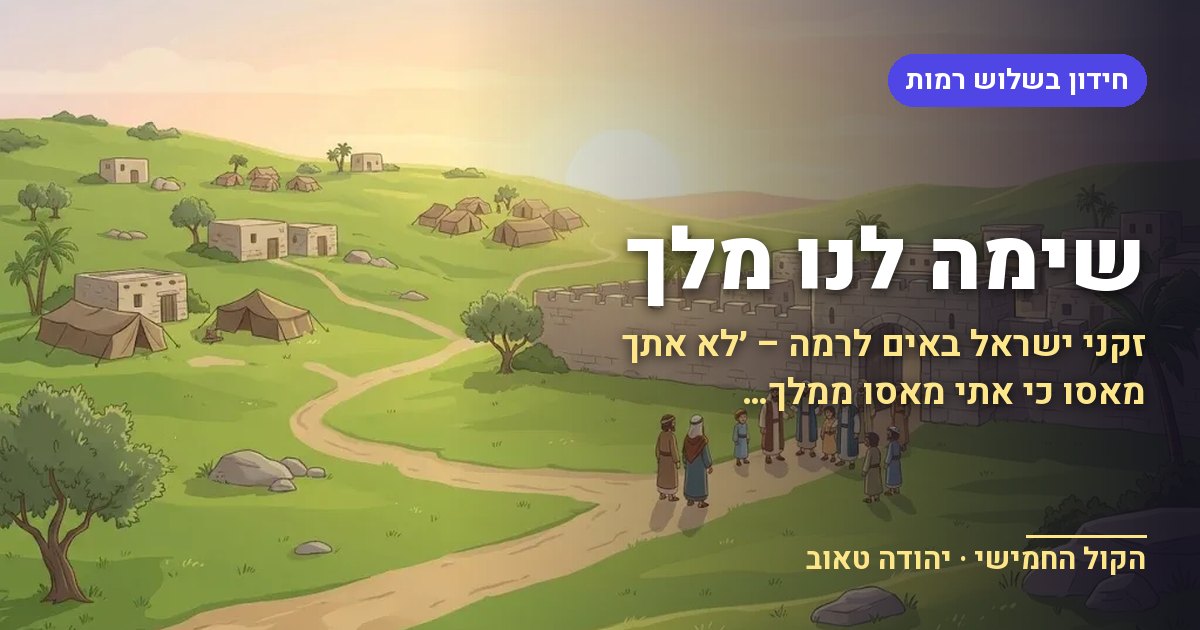 חידון בשלוש רמות
שימה לנו מלך
זקני ישראל באים לרמה – ׳לא אתך
מאסו כי אתי מאסו ממלך…
הקול החמישי · יהודה טאוב